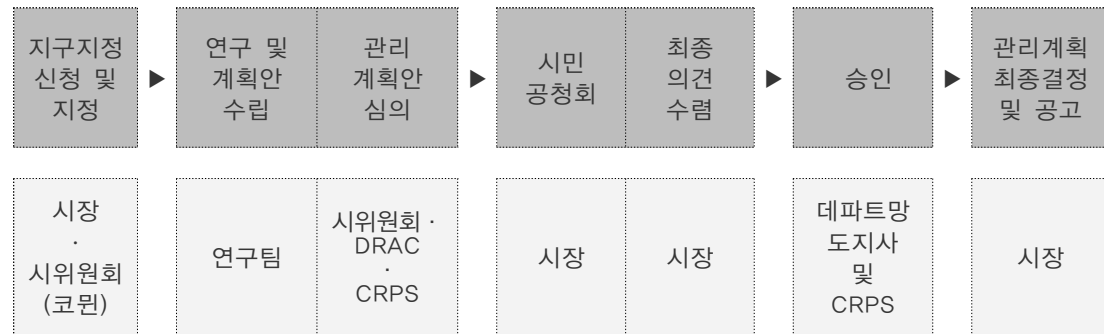 지구지정
신청 및
지정
▶
연구 및
계획안
수립
관리
계획안
심의
▶
시민
공청회
최종
의견
수렴
▶
승인
▶
관리계획
최종결정
및 공고
시장
·
시위원회
(코뮌)
연구팀
시위원회 ·
DRAC
·
CRPS
시장
시장
데파트망
도지사
및
CRPS
시장